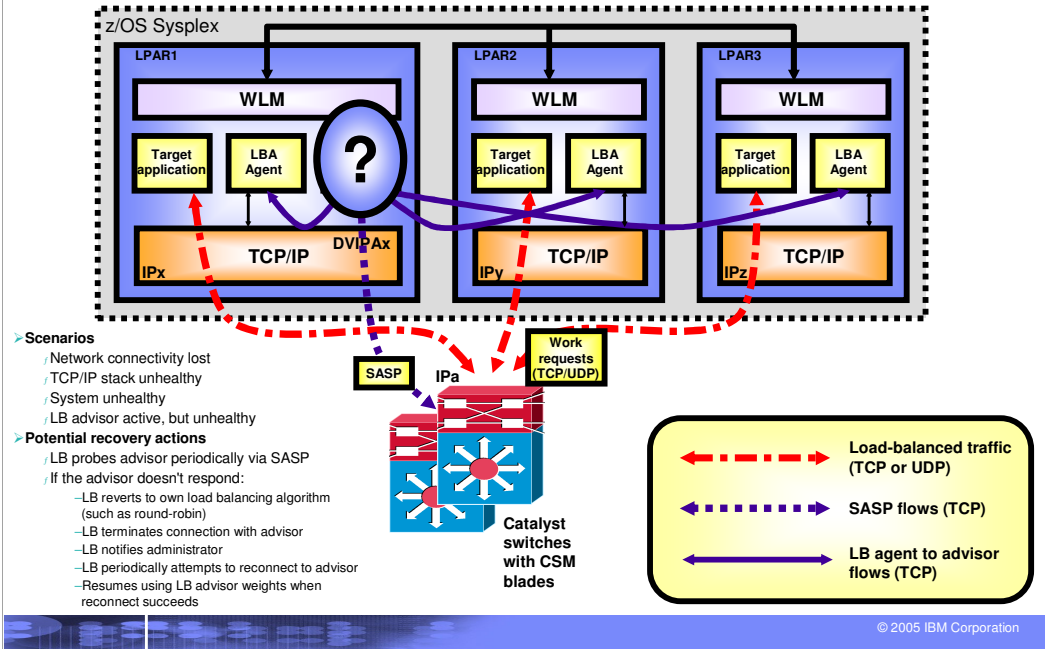 z/OS Sysplex
LPAR1
WLM
Target
application
LBA
Agent
?
DVIPAx
TCP/IP
IPx
LPAR2
WLM
Target
application
LBA
Agent
TCP/IP
IPy
LPAR3
WLM
Target
application
LBA
Agent
TCP/IP
IPz
SASP
IPa
Work
requests
(TCP/UDP)
Catalyst
switches
with CSM
blades
➢Scenarios
ƒNetwork connectivity lost
ƒTCP/IP stack unhealthy
ƒSystem unhealthy
ƒLB advisor active, but unhealthy
➢Potential recovery actions
ƒLB probes advisor periodically via SASP
ƒIf the advisor doesn't respond:
–LB reverts to own load balancing algorithm
(such as round-robin)
–LB terminates connection with advisor
–LB notifies administrator
–LB periodically attempts to reconnect to advisor
–Resumes using LB advisor weights when
reconnect succeeds
Load-balanced traffic
(TCP or UDP)
SASP flows (TCP)
LB agent to advisor
flows (TCP)
© 2005 IBM Corporation